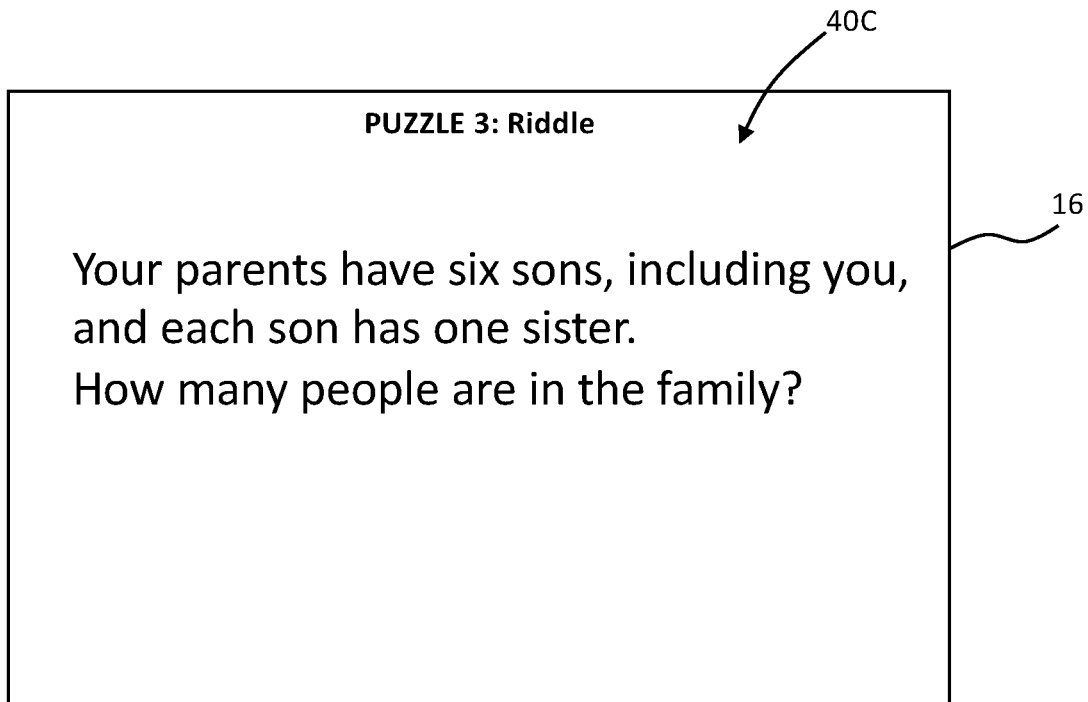 40C
PUZZLE 3: Riddle
16
Your parents have six sons, including you,
and each son has one sister.
How many people are in the family?